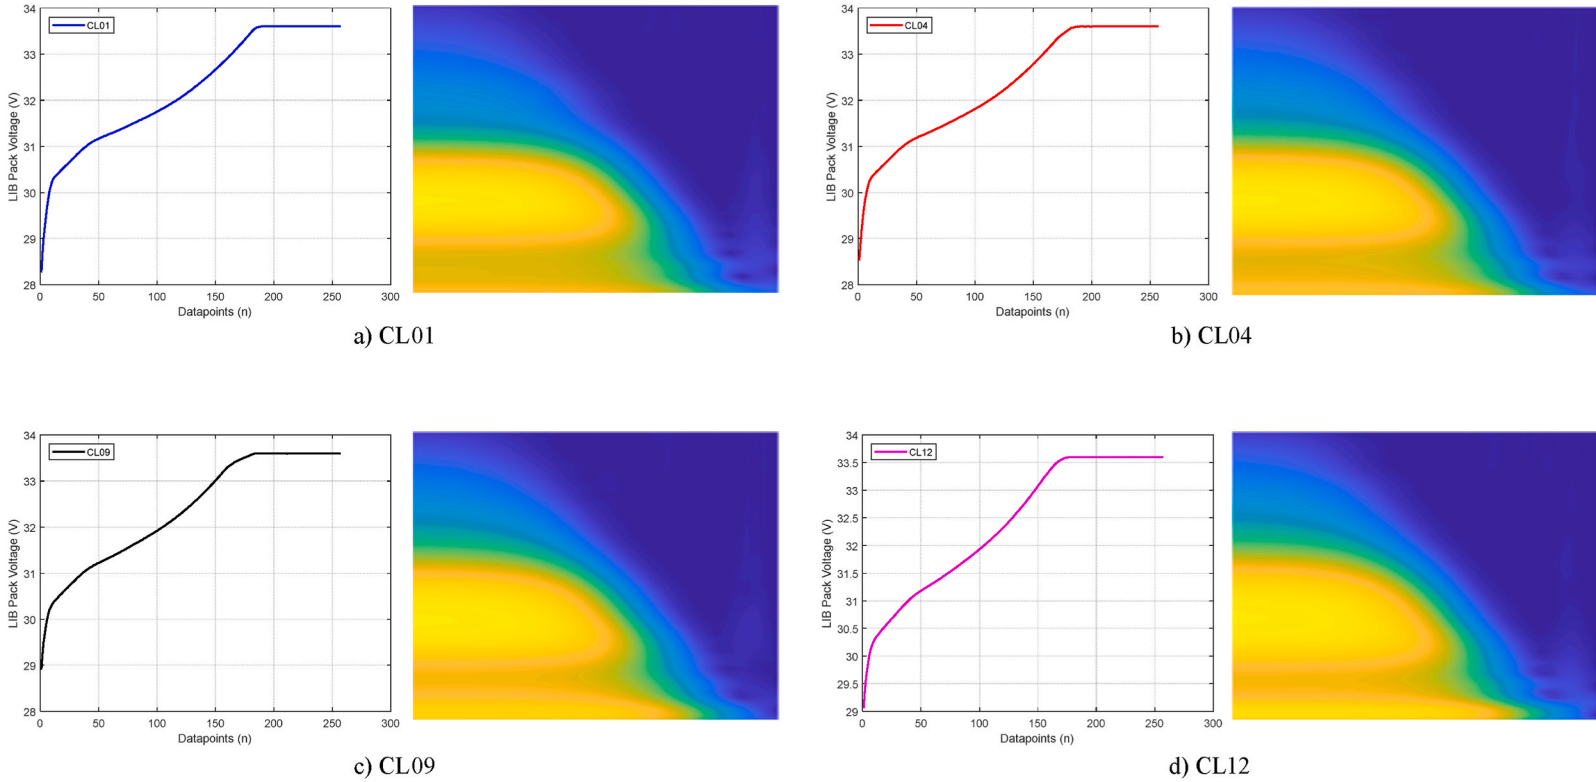 34
33
32
31
30
29
28
LIB Pack Voltage (V)
CL01
0 50 100 150 200 250 300
Datapoints (n)
a) CL01
34
33
32
31
30
29
28
LIB Pack Voltage (V)
CL04
0 50 100 150 200 250 300
Datapoints (n)
b) CL04
34
33
32
31
30
29
28
LIB Pack Voltage (V)
CL09
0 50 100 150 200 250 300
Datapoints (n)
c) CL09
34
33.5
33
32.5
32
31.5
31
30.5
30
29.5
29
LIB Pack Voltage (V)
CL12
0 50 100 150 200 250 300
Datapoints (n)
d) CL12